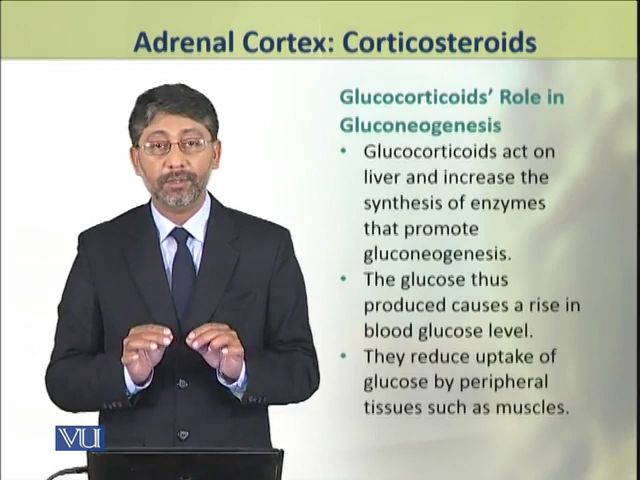 Adrenal Cortex: Corticosteroids
Glucocorticoids' Role in
Gluconeogenesis
• Glucocorticoids act on
liver and increase the
synthesis of enzymes
that promote
gluconeogenesis.
• The glucose thus
produced causes a rise in
blood glucose level.
• They reduce uptake of
glucose by peripheral
tissues such as muscles.
VU